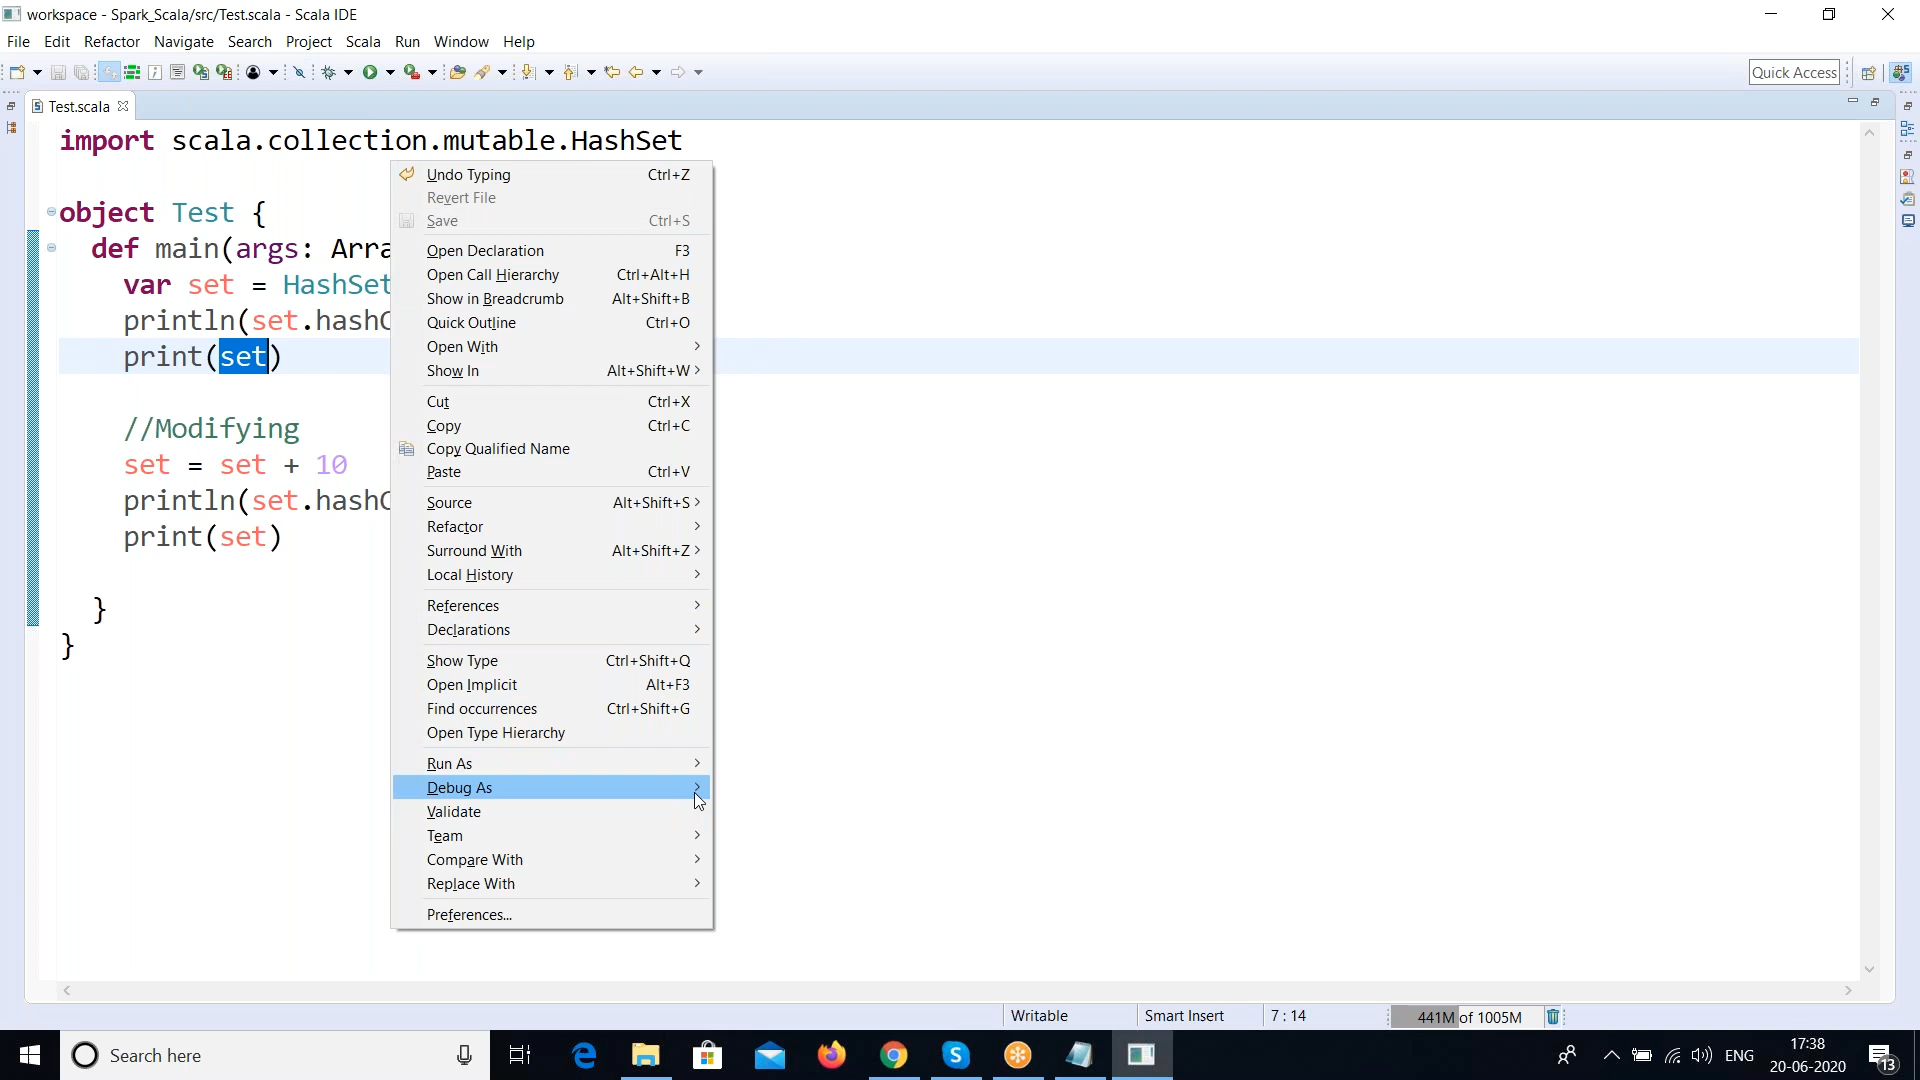 workspace - Spark_Scala/src/Test.scala - Scala IDE
File Edit Refactor Navigate Search Project Scala Run Window Help
Quick Access
Test.scala
import scala.collection.mutable.HashSet
object Test {
def main(args: Arra
var set = HashSet
println(set.hashC
print(set)
//Modifying
set = set + 10
println(set.hashC
print(set)
}
}
Undo Typing Ctrl+Z
Revert File
Save Ctrl+S
Open Declaration F3
Open Call Hierarchy Ctrl+Alt+H
Show in Breadcrumb Alt+Shift+B
Quick Outline Ctrl+O
Open With
Show In Alt+Shift+W
Cut Ctrl+X
Copy Ctrl+C
Copy Qualified Name
Paste Ctrl+V
Source Alt+Shift+S
Refactor
Surround With Alt+Shift+Z
Local History
References
Declarations
Show Type Ctrl+Shift+Q
Open Implicit Alt+F3
Find occurrences Ctrl+Shift+G
Open Type Hierarchy
Run As
Debug As
Validate
Team
Compare With
Replace With
Preferences...
Writable Smart Insert 7 : 14 441M of 1005M
Search here
ENG
17:38
20-06-2020
13